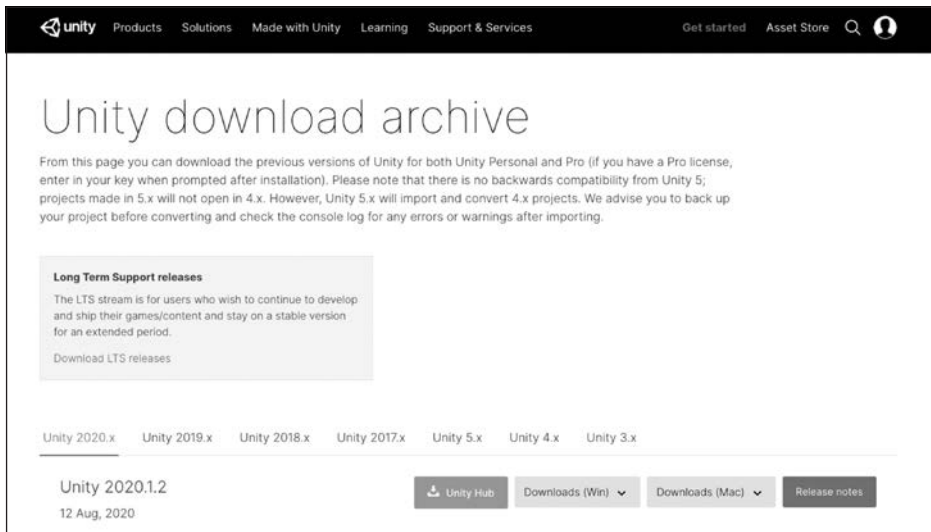 unity Products Solutions Made with Unity Learning Support & Services Get started Asset Store
Unity download archive
From this page you can download the previous versions of Unity for both Unity Personal and Pro (if you have a Pro license,
enter in your key when prompted after installation). Please note that there is no backwards compatibility from Unity 5;
projects made in 5.x will not open in 4.x. However, Unity 5.x will import and convert 4.x projects. We advise you to back up
your project before converting and check the console log for any errors or warnings after importing.
Long Term Support releases
The LTS stream is for users who wish to continue to develop
and ship their games/content and stay on a stable version
for an extended period.
Download LTS releases
Unity 2020.x Unity 2019.x Unity 2018.x Unity 2017.x Unity 5.x Unity 4.x Unity 3.x
Unity 2020.1.2 Unity Hub Downloads (Win) Downloads (Mac) Release notes
12 Aug, 2020